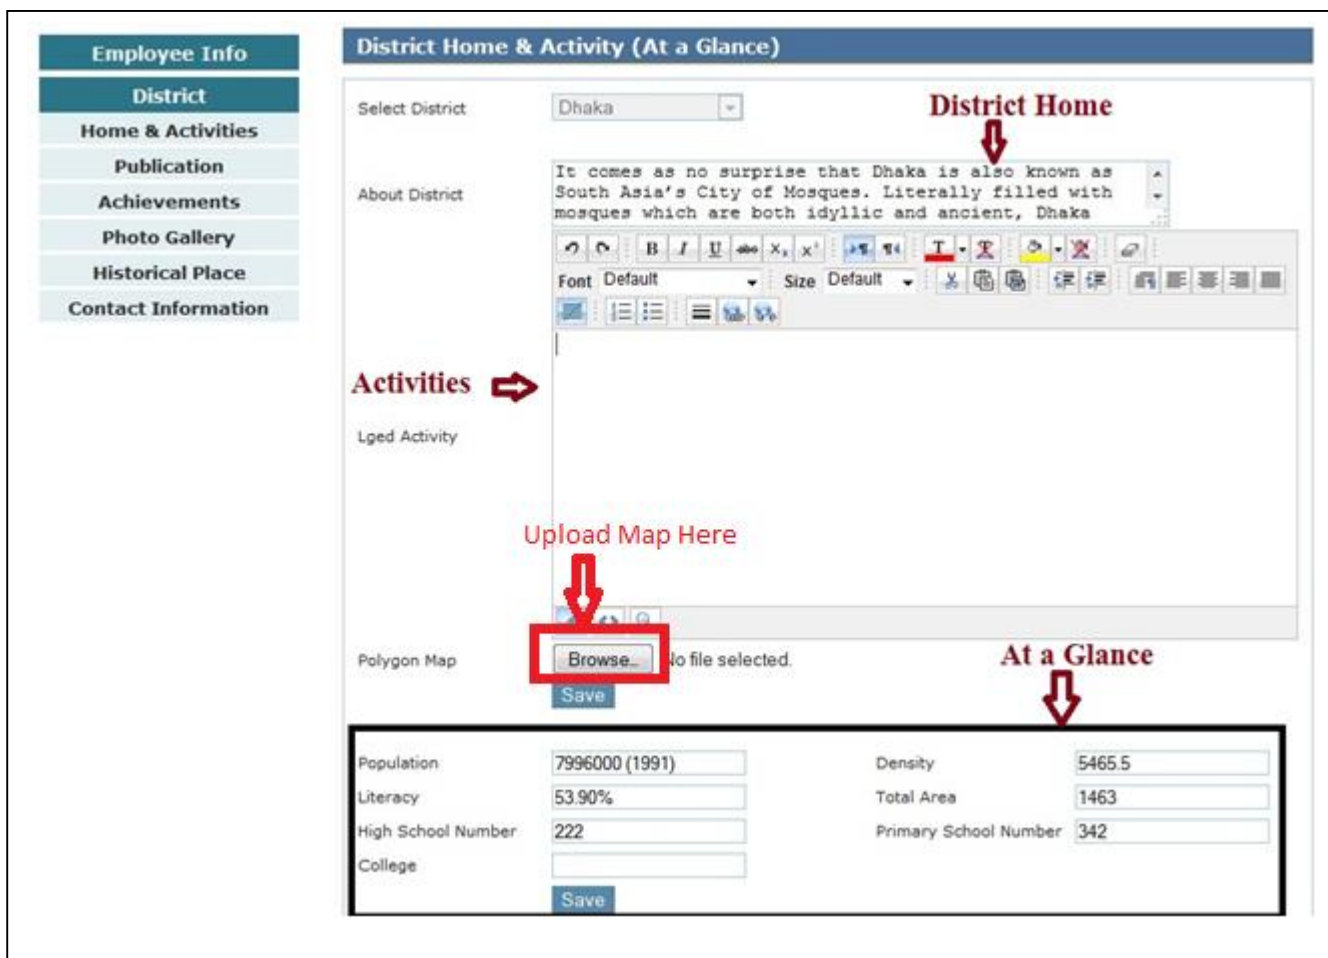 Employee Info
District
Home & Activities
Publication
Achievements
Photo Gallery
Historical Place
Contact Information
District Home & Activity (At a Glance)
Select District Dhaka
District Home
About District
It comes as no surprise that Dhaka is also known as
South Asia's City of Mosques. Literally filled with
mosques which are both idyllic and ancient, Dhaka
B I U abc X, x'
T T
Font Default Size Default
Activities
Lged Activity
Upload Map Here
Polygon Map Browse_ No file selected.
Save
At a Glance
Population 7996000 (1991) Density 5465.5
Literacy 53.90% Total Area 1463
High School Number 222 Primary School Number 342
College
Save